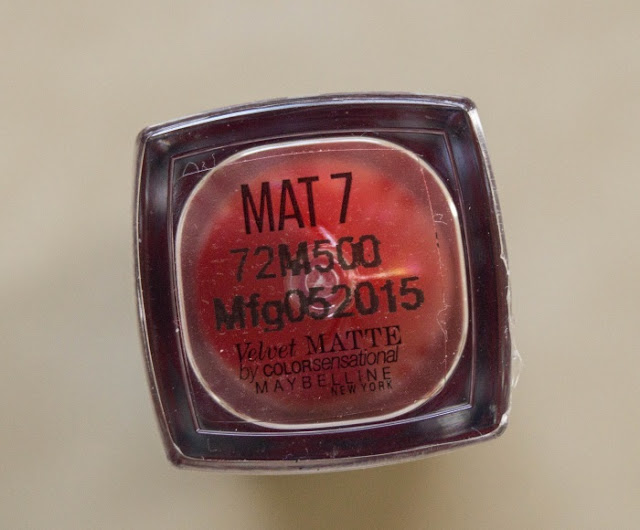 MAT 7
72M500
Mfg052015
Velvet MATTE
by COLORsensational
MAYBELLINE
NEW YORK